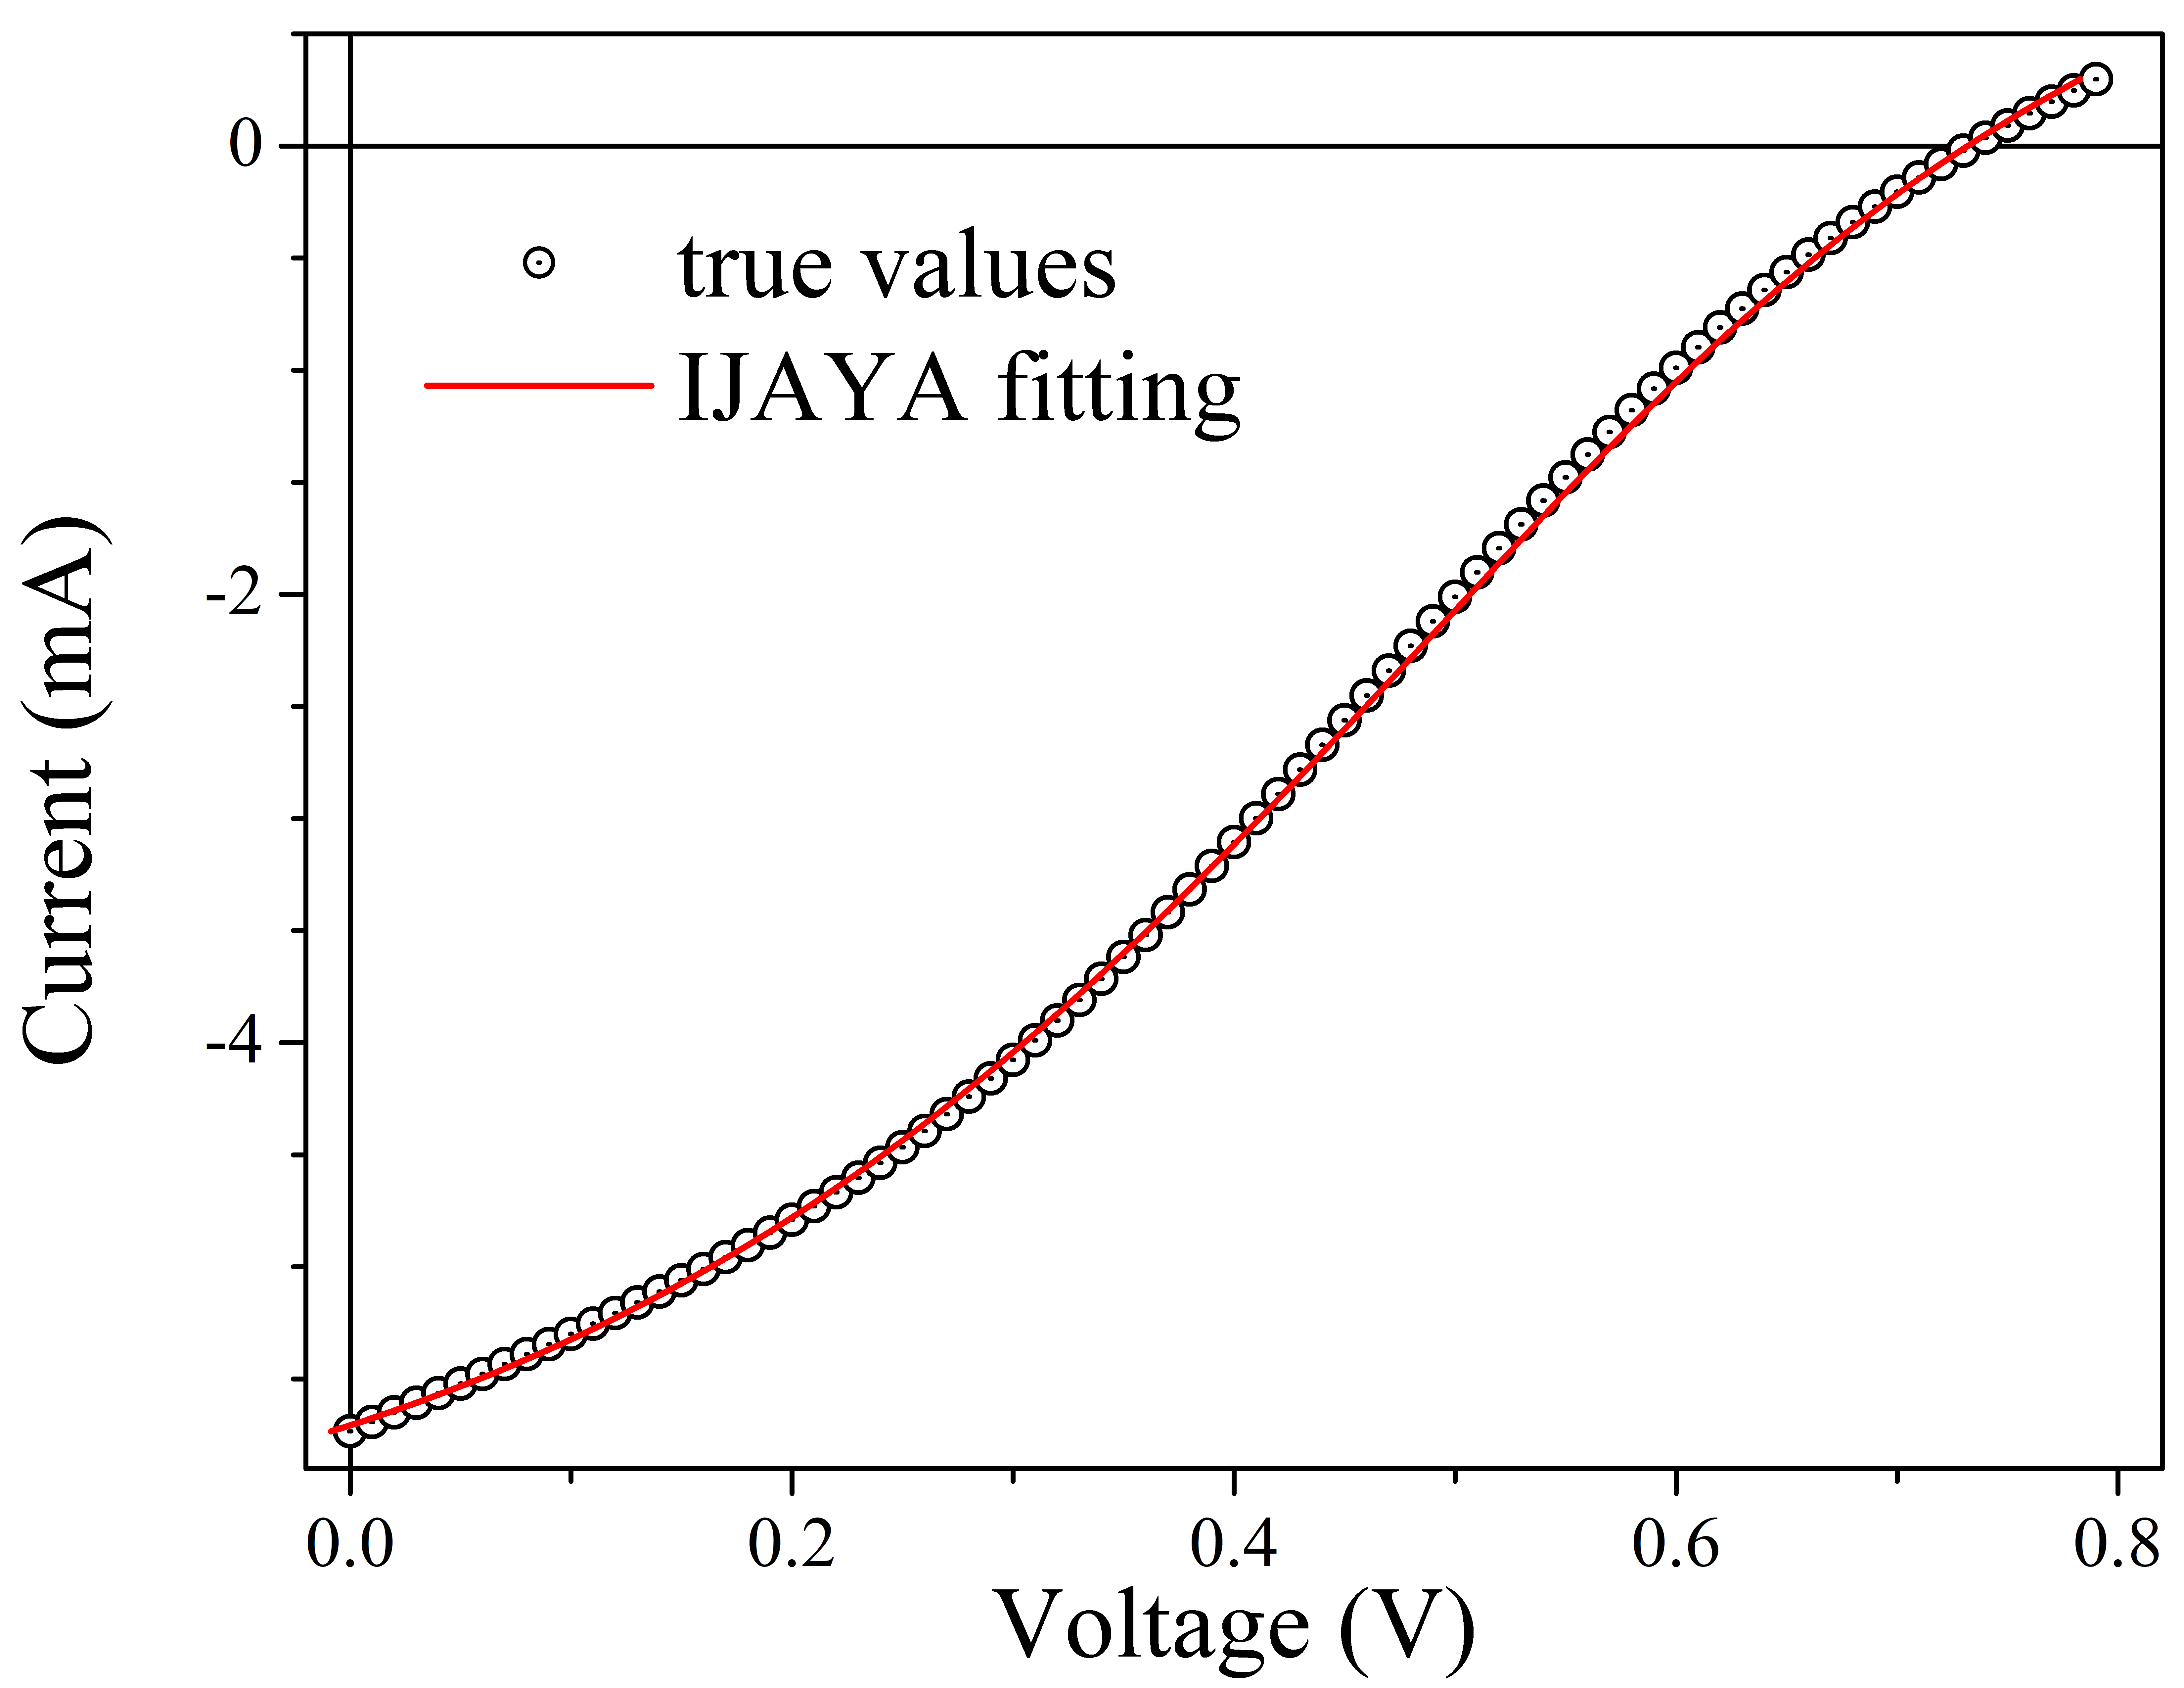 true values
IJAYA fitting
Current (mA)
0
-2
-4
0.0 0.2 0.4 0.6 0.8
Voltage (V)